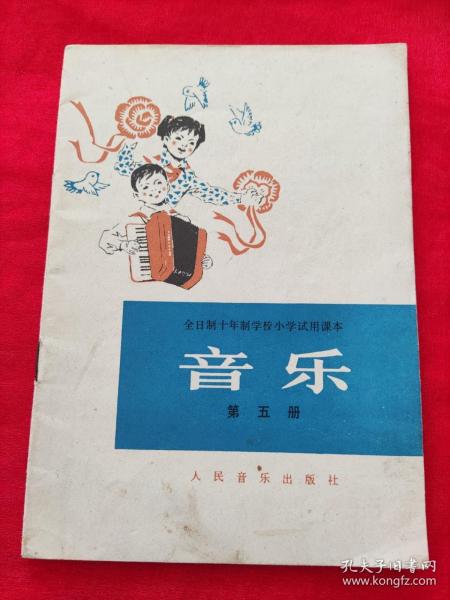 全日制十年制学校小学试用课本
音乐
第五册
人民音乐出版社
孔夫子旧书网
www.kongfz.com